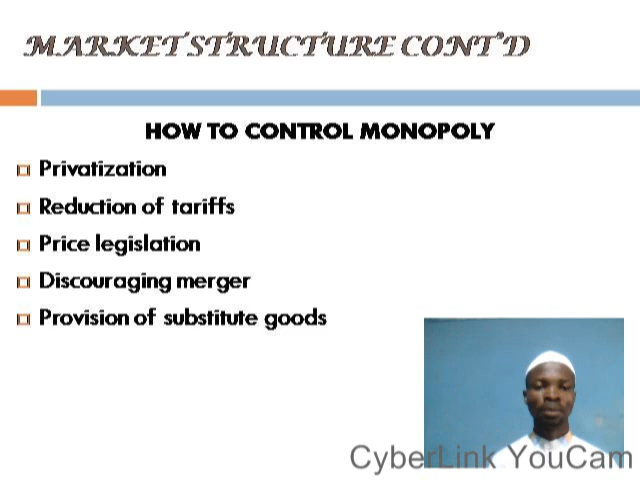 MARKET STRUCTURE CONT'D
HOW TO CONTROL MONOPOLY
Privatization
Reduction of tariffs
Price legislation
Discouraging merger
Provision of substitute goods
CyberLink YouCam